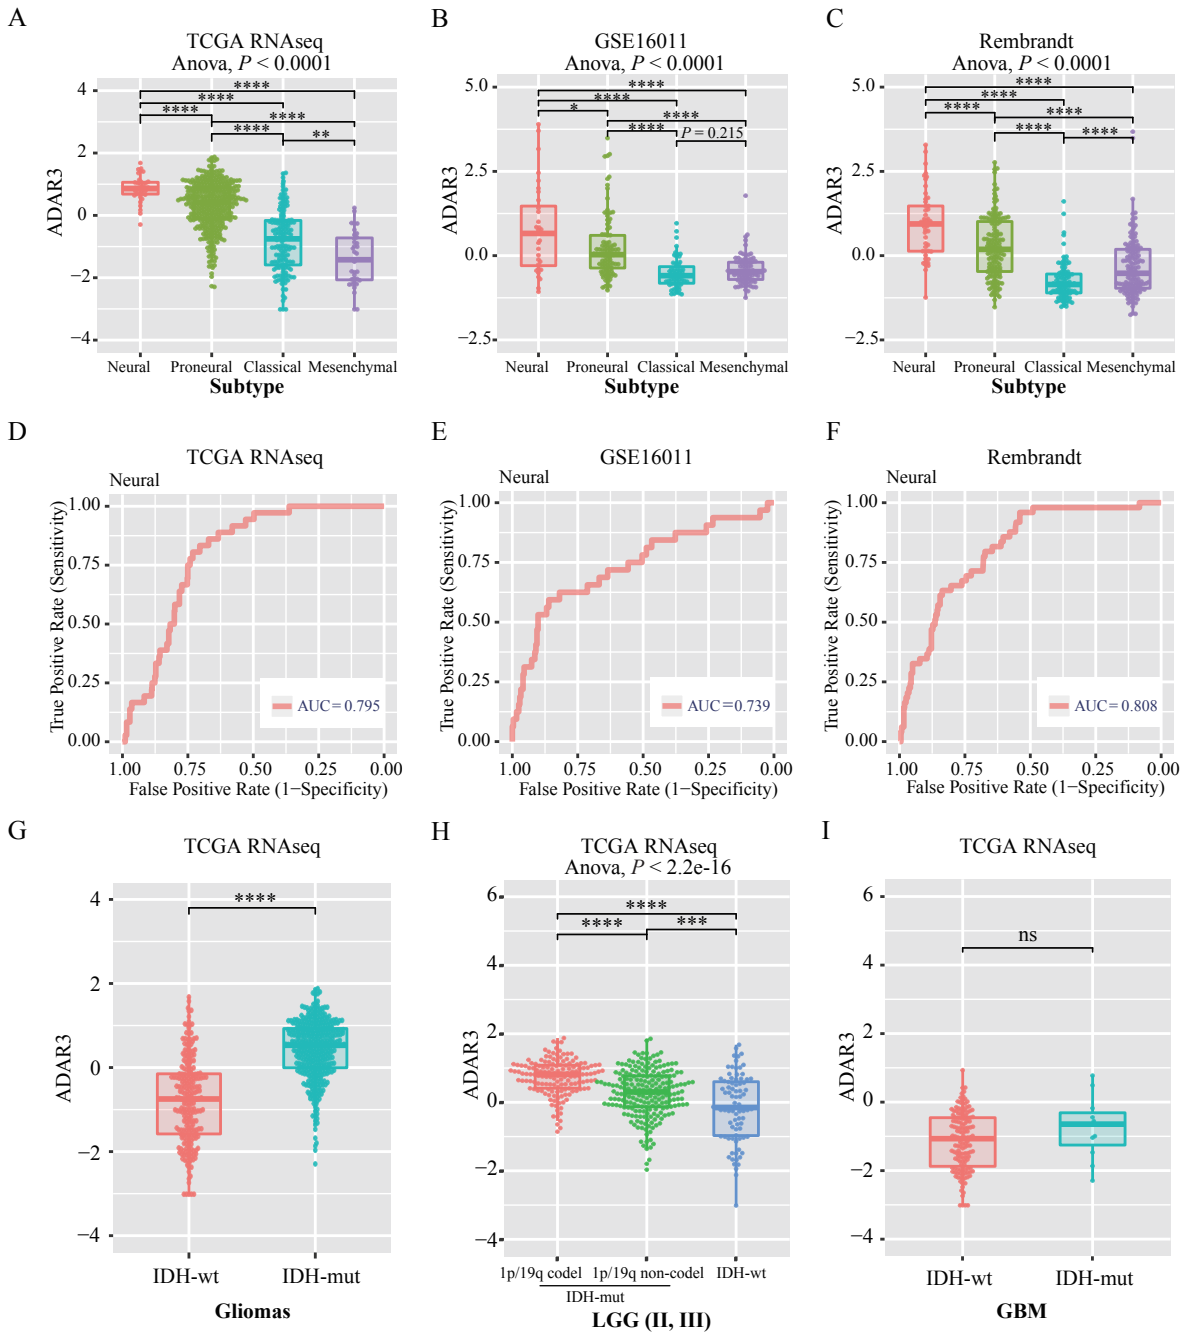 A
TCGA RNAseq
Anova, P < 0.0001
4
2
0
−2
−4
ADAR3
****
****
****
****
****
**
Neural Proneural Classical Mesenchymal
Subtype
B
GSE16011
Anova, P < 0.0001
5.0
2.5
0.0
−2.5
ADAR3
****
****
*
****
****
P = 0.215
Neural Proneural Classical Mesenchymal
Subtype
C
Rembrandt
Anova, P < 0.0001
5.0
2.5
0.0
−2.5
ADAR3
****
****
****
****
****
****
Neural Proneural Classical Mesenchymal
Subtype
D
TCGA RNAseq
Neural
True Positive Rate (Sensitivity)
1.00
0.75
0.50
0.25
0.00
AUC = 0.795
1.00 0.75 0.50 0.25 0.00
False Positive Rate (1−Specificity)
E
GSE16011
Neural
True Positive Rate (Sensitivity)
1.00
0.75
0.50
0.25
0.00
AUC = 0.739
1.00 0.75 0.50 0.25 0.00
False Positive Rate (1−Specificity)
F
Rembrandt
Neural
True Positive Rate (Sensitivity)
1.00
0.75
0.50
0.25
0.00
AUC = 0.808
1.00 0.75 0.50 0.25 0.00
False Positive Rate (1−Specificity)
G
TCGA RNAseq
4
2
0
−2
−4
ADAR3
****
IDH-wt IDH-mut
Gliomas
H
TCGA RNAseq
Anova, P < 2.2e-16
6
4
2
0
−2
−4
ADAR3
****
****
***
1p/19q codel 1p/19q non-codel IDH-wt
IDH-mut
LGG (II, III)
I
TCGA RNAseq
6
4
2
0
−2
−4
ADAR3
ns
IDH-wt IDH-mut
GBM